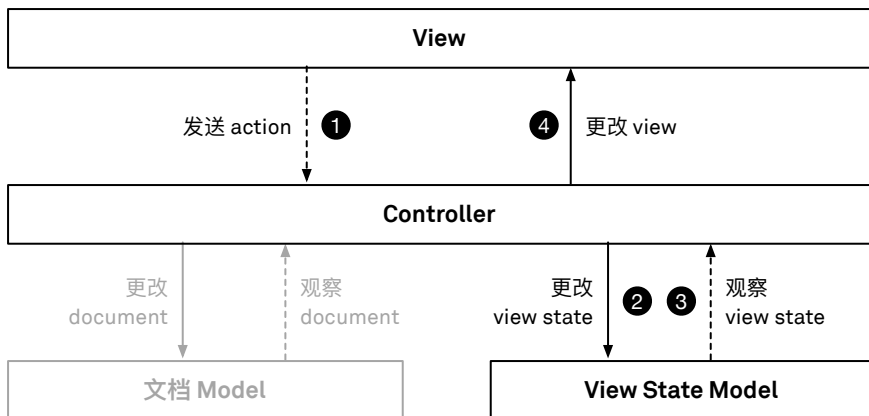 View
发送 action
1
4
更改 view
Controller
更改
document
观察
document
更改
view state
2
3
观察
view state
文档 Model
View State Model